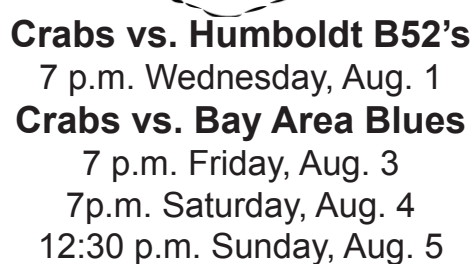 Crabs vs. Humboldt B52’s
7 p.m. Wednesday, Aug. 1
Crabs vs. Bay Area Blues
7 p.m. Friday, Aug. 3
7p.m. Saturday, Aug. 4
12:30 p.m. Sunday, Aug. 5